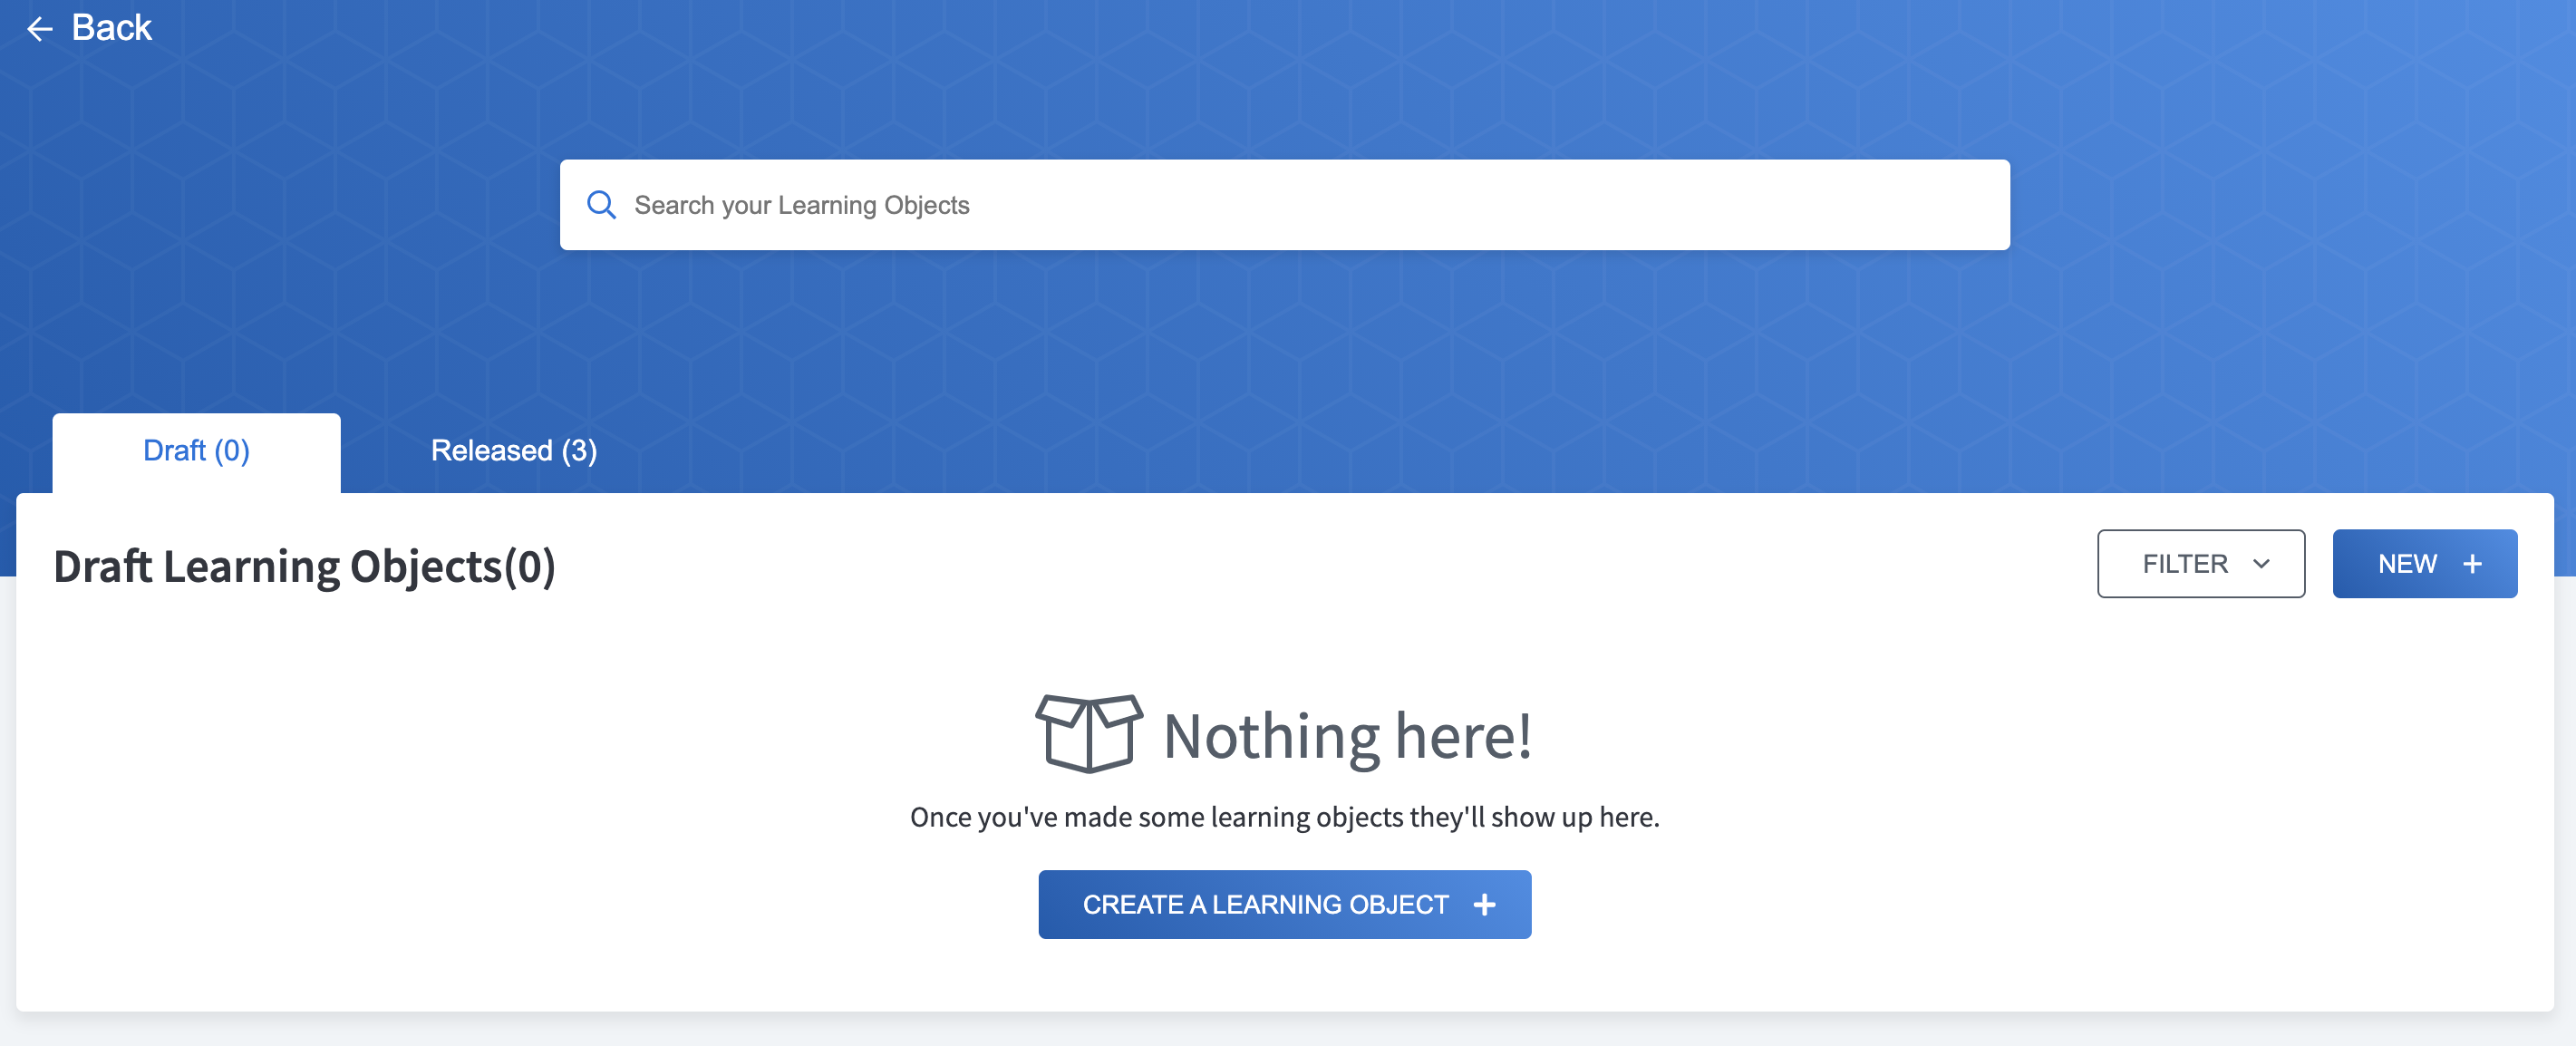 Back
Search your Learning Objects
Draft (0)
Released (3)
Draft Learning Objects(0)
FILTER
NEW +
Nothing here!
Once you've made some learning objects they'll show up here.
CREATE A LEARNING OBJECT +